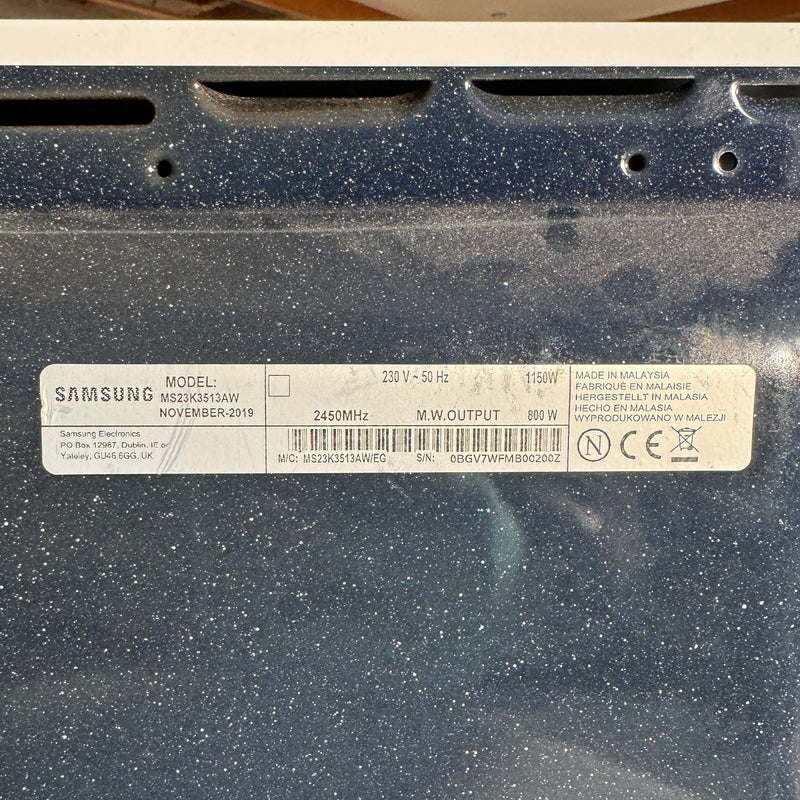 SAMSUNG
MODEL:
MS23K3513AW
NOVEMBER-2019
Samsung Electronics
PO Box 12987, Dublin. IE or
Yateley, GU46 6GG. UK
230 V ~ 50 Hz 1150W
2450MHz M.W.OUTPUT 800 W
M/C: MS23K3513AW/EG S/N: 0BGV7WFMB00200Z
MADE IN MALAYSIA
FABRIQUÉ EN MALAISIE
HERGESTELLT IN MALASIA
HECHO EN MALASIA
WYPRODUKOWANO W MALEZJI
N CE